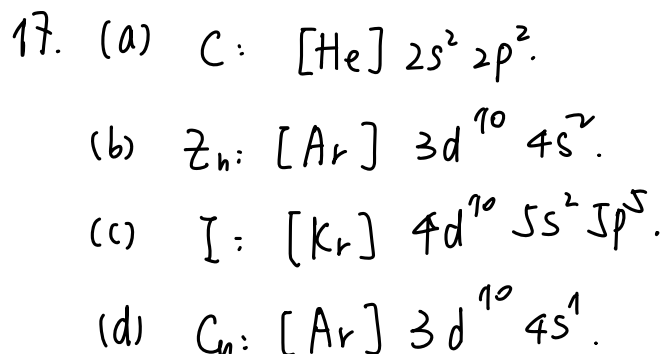 17. (a) C: [He] 2s² 2p².
(b) Zn: [Ar] 3d¹⁰ 4s².
(c) I: [Kr] 4d¹⁰ 5s² 5p⁵.
(d) Cu: [Ar] 3d¹⁰ 4s¹.